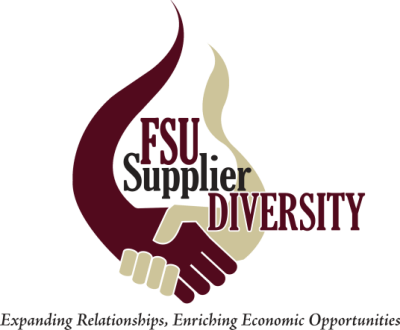 FSU
Supplier
DIVERSITY
Expanding Relationships, Enriching Economic Opportunities